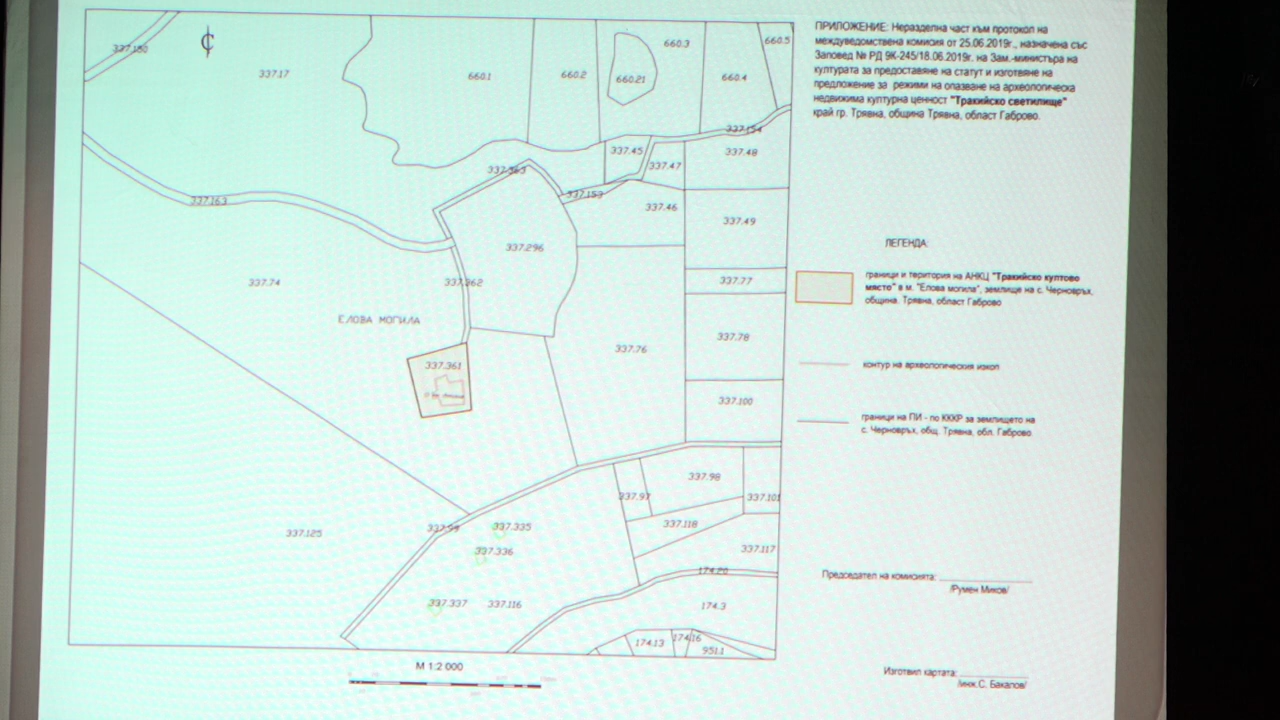 ПРИЛОЖЕНИЕ: Неразделна част към протокол на
междуведомствена комисия от 25.06.2019г., назначена със
Заповед № РД 9К-245/18.06.2019г. на Зам.-министъра на
културата за предоставяне на статут и изготвяне на
предложение за режими на опазване на археологическа
недвижима културна ценност "Тракийско светилище"
край гр. Трявна, община Трявна, област Габрово.
337.150
337.17
660.1
660.2
660.3
660.21
660.4
660.5
337.154
337.45
337.47
337.48
337.363
337.153
337.163
337.46
337.49
337.296
337.74
337.362
337.77
ЕЛОВА МОГИЛА
337.76
337.78
337.361
337.100
337.98
337.97
337.101
337.118
337.99
337.335
337.125
337.336
337.117
174.20
337.337
337.116
174.3
174.13
174.16
951.1
М 1:2 000
ЛЕГЕНДА:
граници и територия на АНКЦ "Тракийско култово
място" в м. "Елова могила", землище на с. Черновръх,
община. Трявна, област Габрово
контур на археологическия изкоп
граници на ПИ - по КККР за землището на
с. Черновръх, общ. Трявна, обл. Габрово
Председател на комисията:
/Румен Миков/
Изготвил картата:
/инж.С. Бакалов/